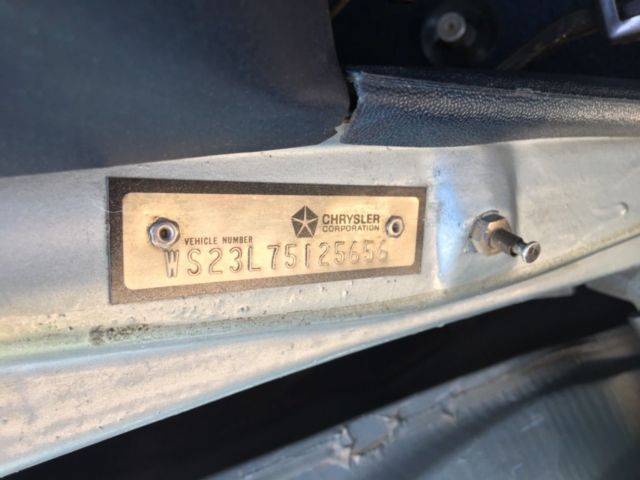 CHRYSLER
CORPORATION
VEHICLE NUMBER
WS23L75125656